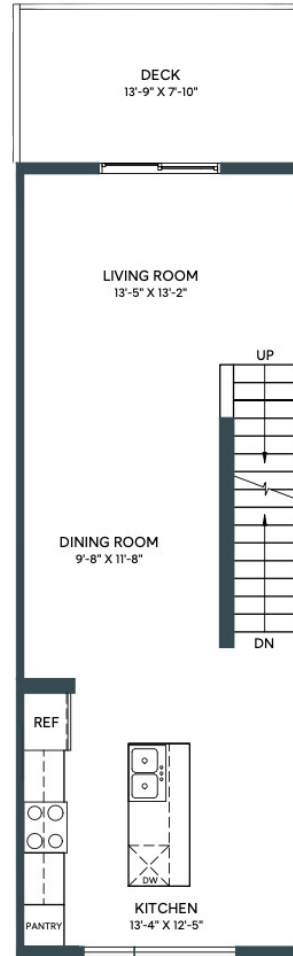 DECK
13'-9" X 7'-10"
LIVING ROOM
13'-5" X 13'-2"
UP
DINING ROOM
9'-8" X 11'-8"
DN
REF
DW
PANTRY
KITCHEN
13'-4" X 12'-5"